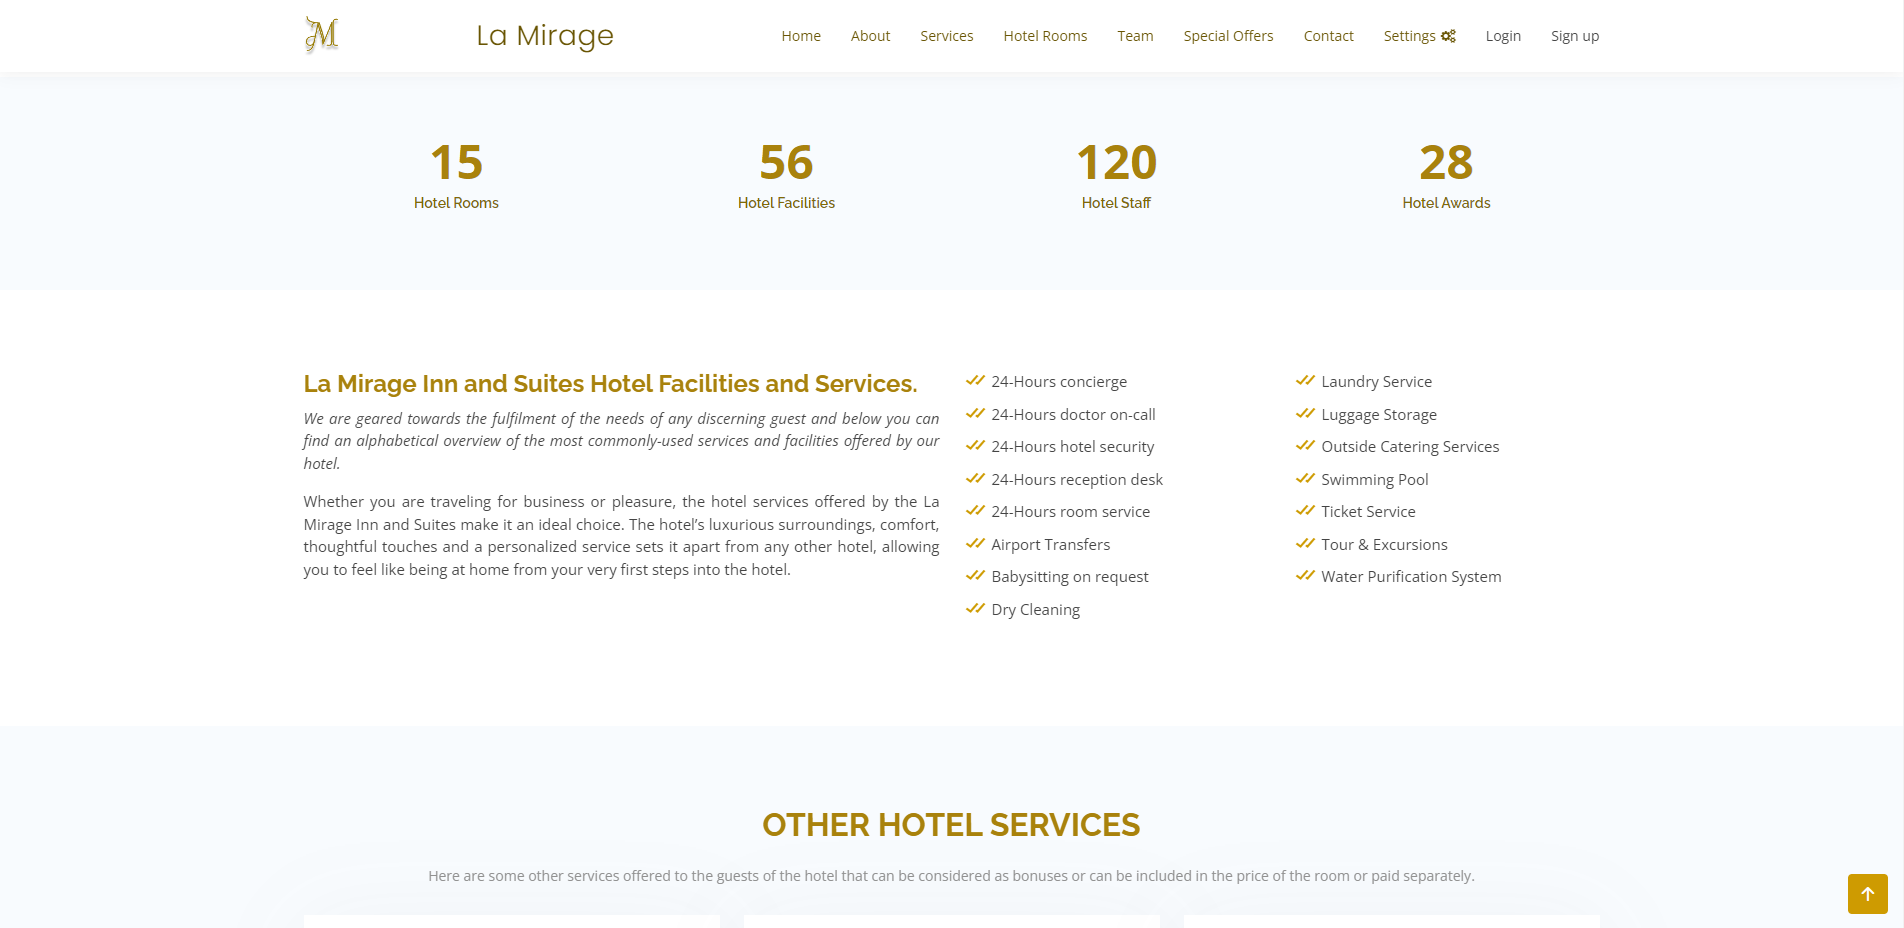 M
La Mirage
Home About Services Hotel Rooms Team Special Offers Contact Settings Login Sign up
15
Hotel Rooms
56
Hotel Facilities
120
Hotel Staff
28
Hotel Awards
La Mirage Inn and Suites Hotel Facilities and Services.
We are geared towards the fulfilment of the needs of any discerning guest and below you can
find an alphabetical overview of the most commonly-used services and facilities offered by our
hotel.
Whether you are traveling for business or pleasure, the hotel services offered by the La
Mirage Inn and Suites make it an ideal choice. The hotel’s luxurious surroundings, comfort,
thoughtful touches and a personalized service sets it apart from any other hotel, allowing
you to feel like being at home from your very first steps into the hotel.
24-Hours concierge
24-Hours doctor on-call
24-Hours hotel security
24-Hours reception desk
24-Hours room service
Airport Transfers
Babysitting on request
Dry Cleaning
Laundry Service
Luggage Storage
Outside Catering Services
Swimming Pool
Ticket Service
Tour & Excursions
Water Purification System
OTHER HOTEL SERVICES
Here are some other services offered to the guests of the hotel that can be considered as bonuses or can be included in the price of the room or paid separately.